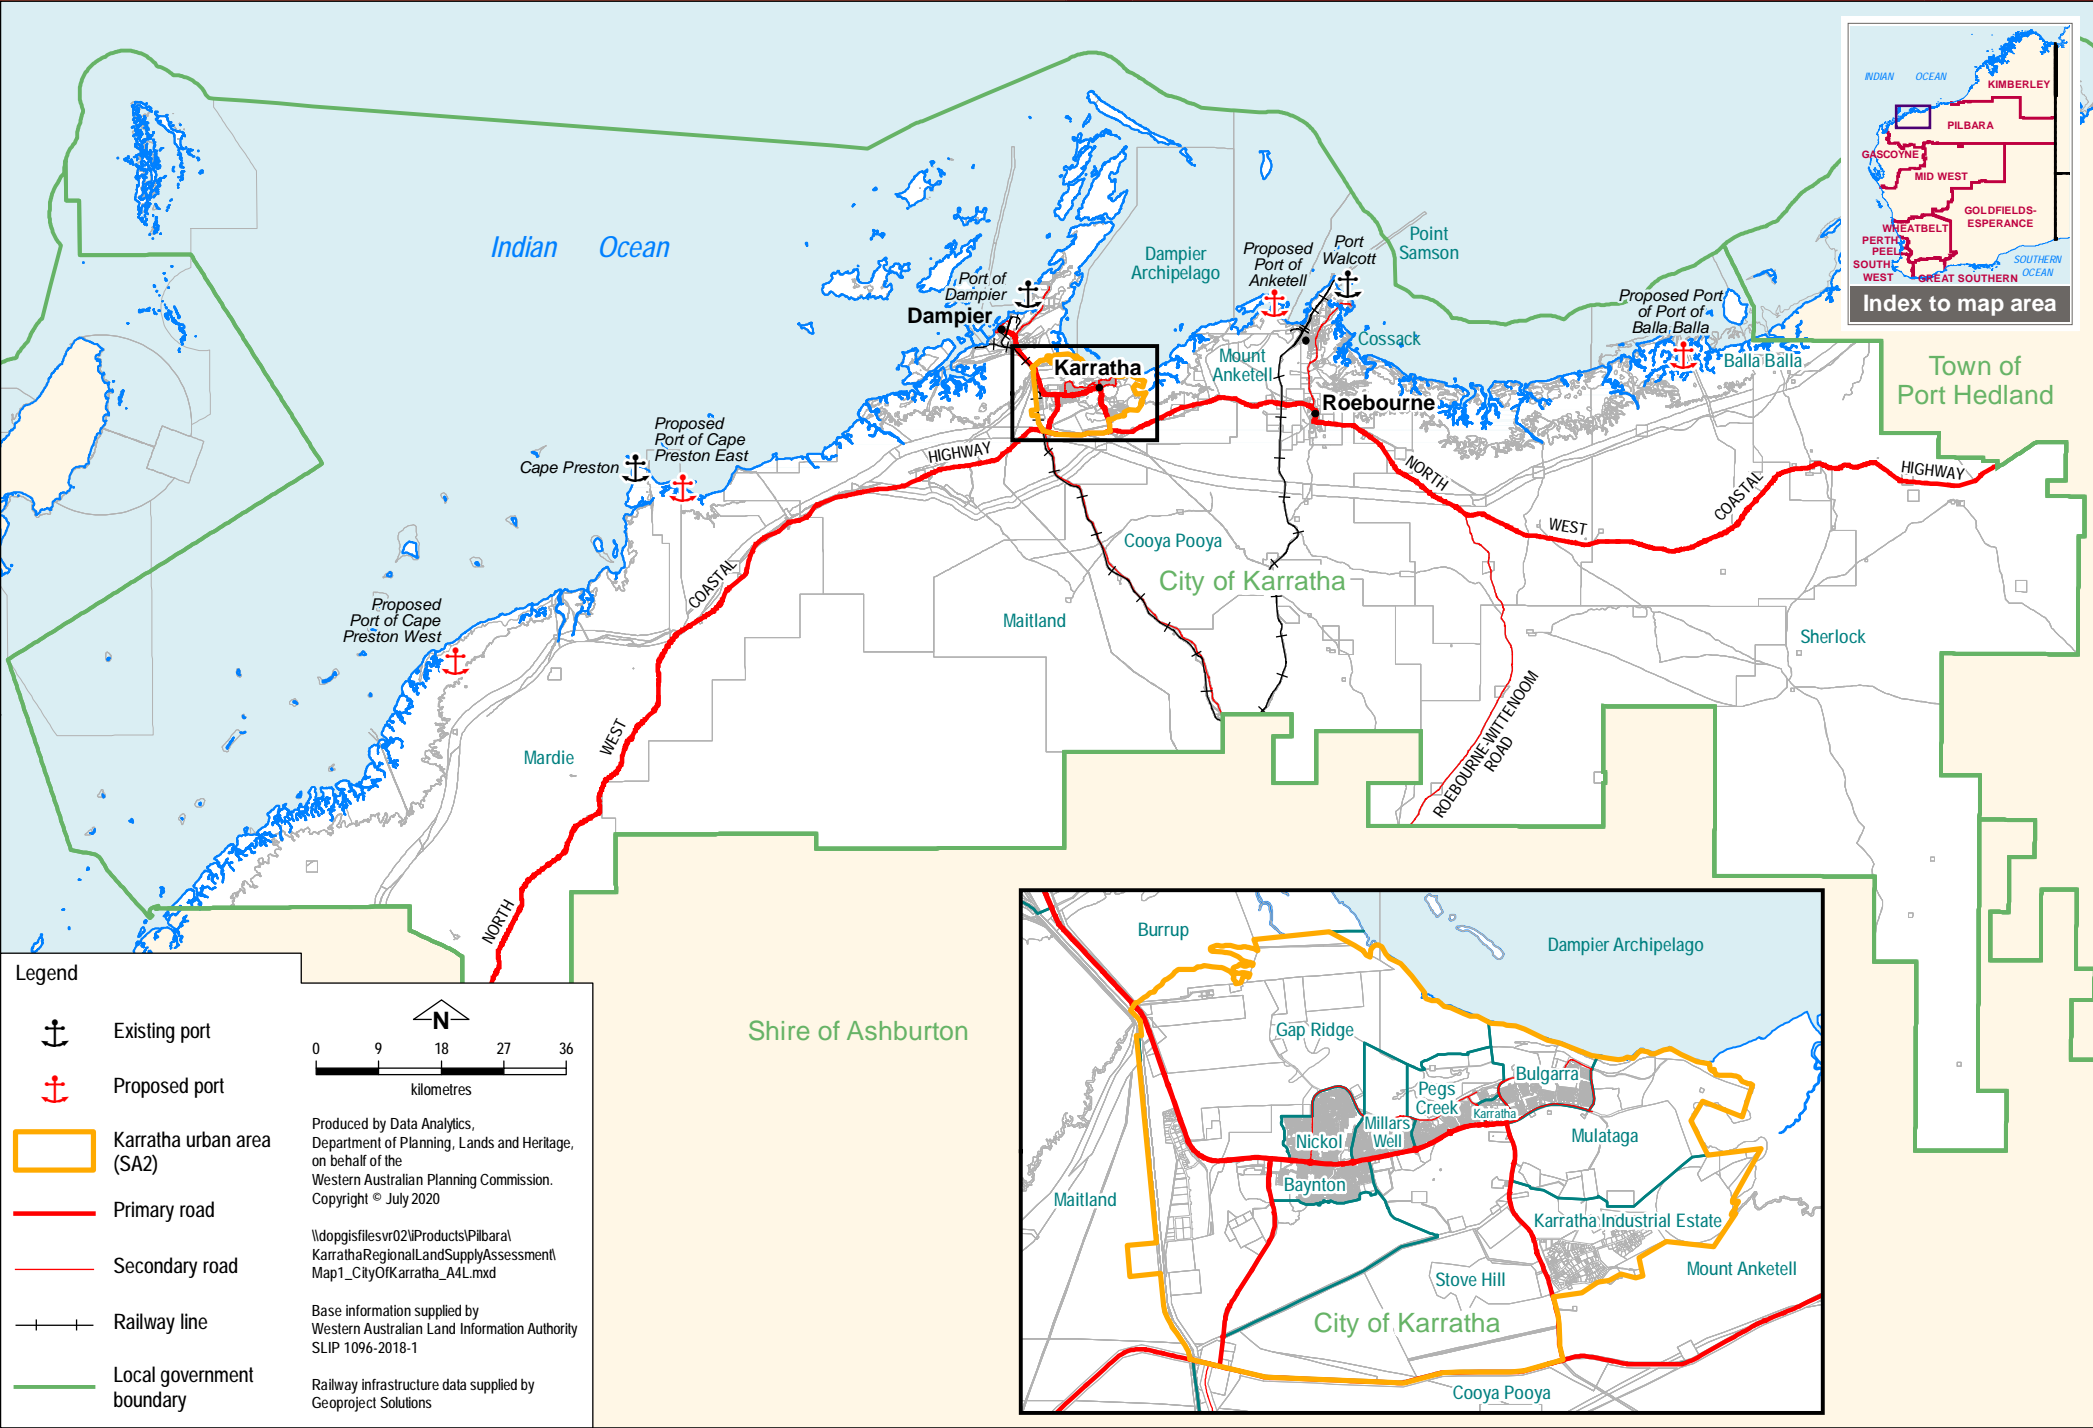 Indian Ocean
Port of
Dampier
Dampier
Karratha
Dampier
Archipelago
Proposed
Port of
Anketell
Port
Walcott
Point
Samson
Cossack
Mount
Anketell
Roebourne
Proposed Port
of Port of
Balla Balla
Balla Balla
Town of
Port Hedland
Cape Preston
Proposed
Port of Cape
Preston East
Proposed
Port of Cape
Preston West
HIGHWAY
COASTAL
WEST
NORTH
NORTH
WEST
COASTAL
HIGHWAY
Cooya Pooya
City of Karratha
Maitland
Mardie
Sherlock
ROEBOURNE-WITTENOOM
ROAD
Shire of Ashburton
INDIAN OCEAN
KIMBERLEY
PILBARA
GASCOYNE
MID WEST
GOLDFIELDS-
ESPERANCE
WHEATBELT
PERTH
PEEL
SOUTH
WEST
GREAT SOUTHERN
SOUTHERN
OCEAN
Index to map area
Burrup
Dampier Archipelago
Gap Ridge
Bulgarra
Pegs
Creek
Karratha
Millars
Well
Nickol
Mulataga
Baynton
Maitland
Karratha Industrial Estate
Stove Hill
Mount Anketell
City of Karratha
Cooya Pooya
Legend
Existing port
Proposed port
Karratha urban area
(SA2)
Primary road
Secondary road
Railway line
Local government
boundary
N
0 9 18 27 36
kilometres
Produced by Data Analytics,
Department of Planning, Lands and Heritage,
on behalf of the
Western Australian Planning Commission.
Copyright © July 2020
\\dopgisfilesvr02\iProducts\Pilbara\
KarrathaRegionalLandSupplyAssessment\
Map1_CityOfKarratha_A4L.mxd
Base information supplied by
Western Australian Land Information Authority
SLIP 1096-2018-1
Railway infrastructure data supplied by
Geoproject Solutions